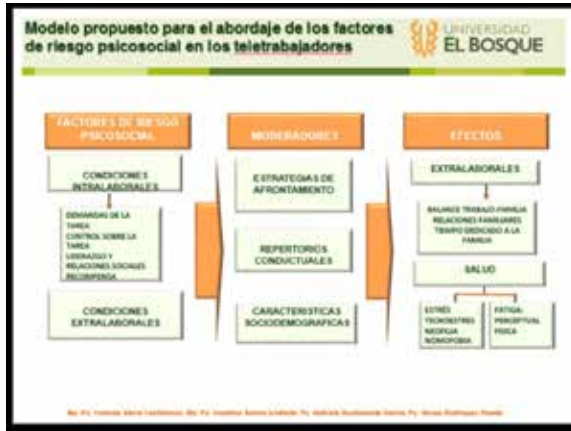 Modelo propuesto para el abordaje de los factores
de riesgo psicosocial en los teletrabajadores
UNIVERSIDAD
EL BOSQUE
FACTORES DE RIESGO
PSICOSOCIAL
CONDICIONES
INTRALABORALES
DEMANDAS DE LA
TAREA
CONTROL SOBRE LA
TAREA
LIDERAZGO Y
RELACIONES SOCIALES
RECOMPENSA
CONDICIONES
EXTRALABORALES
MODERADORES
ESTRATEGIAS DE
AFRONTAMIENTO
REPERTORIOS
CONDUCTUALES
CARACTERISTICAS
SOCIODEMOGRAFICAS
EFECTOS
EXTRALABORALES
BALANCE TRABAJO-FAMILIA
RELACIONES FAMILIARES
TIEMPO DEDICADO A LA
FAMILIA
SALUD
ESTRÉS
TECNOESTRES
NOMOFOBIA
FATIGA:
PERCEPTUAL
FISICA